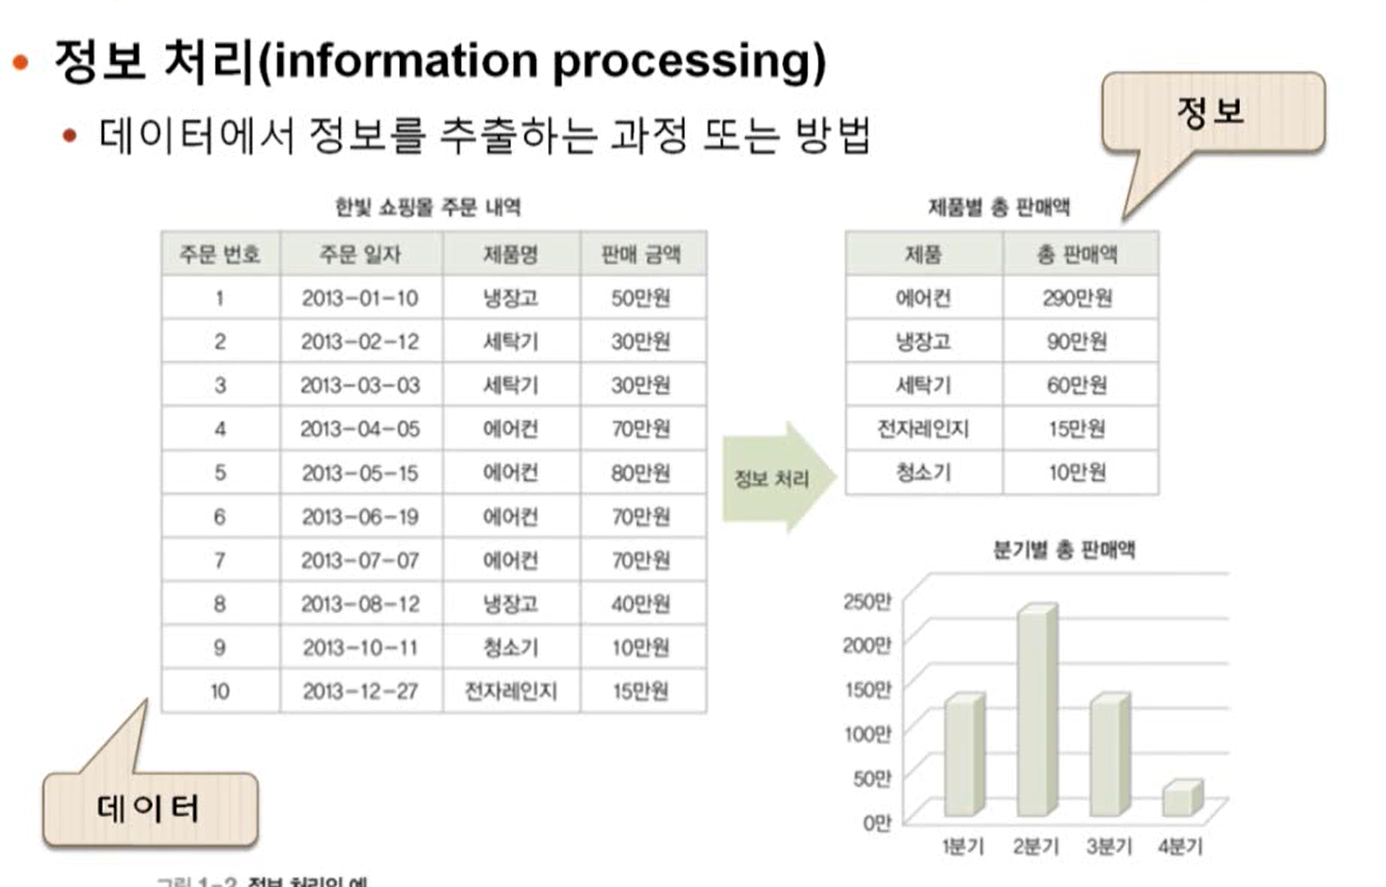 정보 처리(information processing)
정보
데이터에서 정보를 추출하는 과정 또는 방법
한빛 쇼핑몰 주문 내역
주문 번호 주문 일자 제품명 판매 금액
1 2013-01-10 냉장고 50만원
2 2013-02-12 세탁기 30만원
3 2013-03-03 세탁기 30만원
4 2013-04-05 에어컨 70만원
5 2013-05-15 에어컨 80만원
6 2013-06-19 에어컨 70만원
7 2013-07-07 에어컨 70만원
8 2013-08-12 냉장고 40만원
9 2013-10-11 청소기 10만원
10 2013-12-27 전자레인지 15만원
데이터
정보 처리
제품별 총 판매액
제품 총 판매액
에어컨 290만원
냉장고 90만원
세탁기 60만원
전자레인지 15만원
청소기 10만원
분기별 총 판매액
250만
200만
150만
100만
50만
0만
1분기 2분기 3분기 4분기
그림 1-2 정보 처리의 예